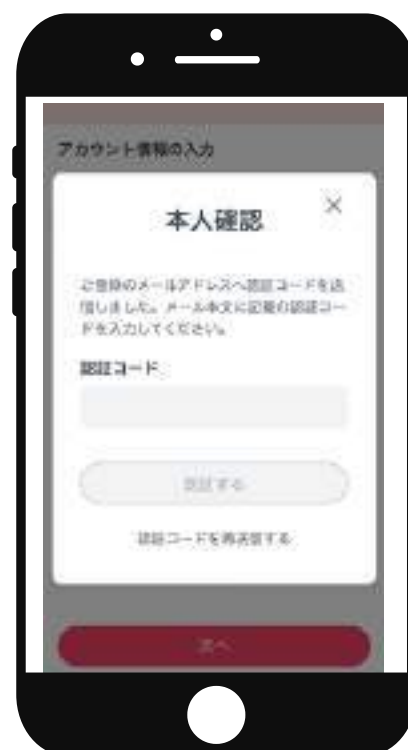 アカウント情報の入力
本人確認
ご登録のメールアドレスへ認証コードを送
信しました。メール本文に記載の認証コー
ドを入力してください。
認証コード
認証する
認証コードを再送信する
次へ